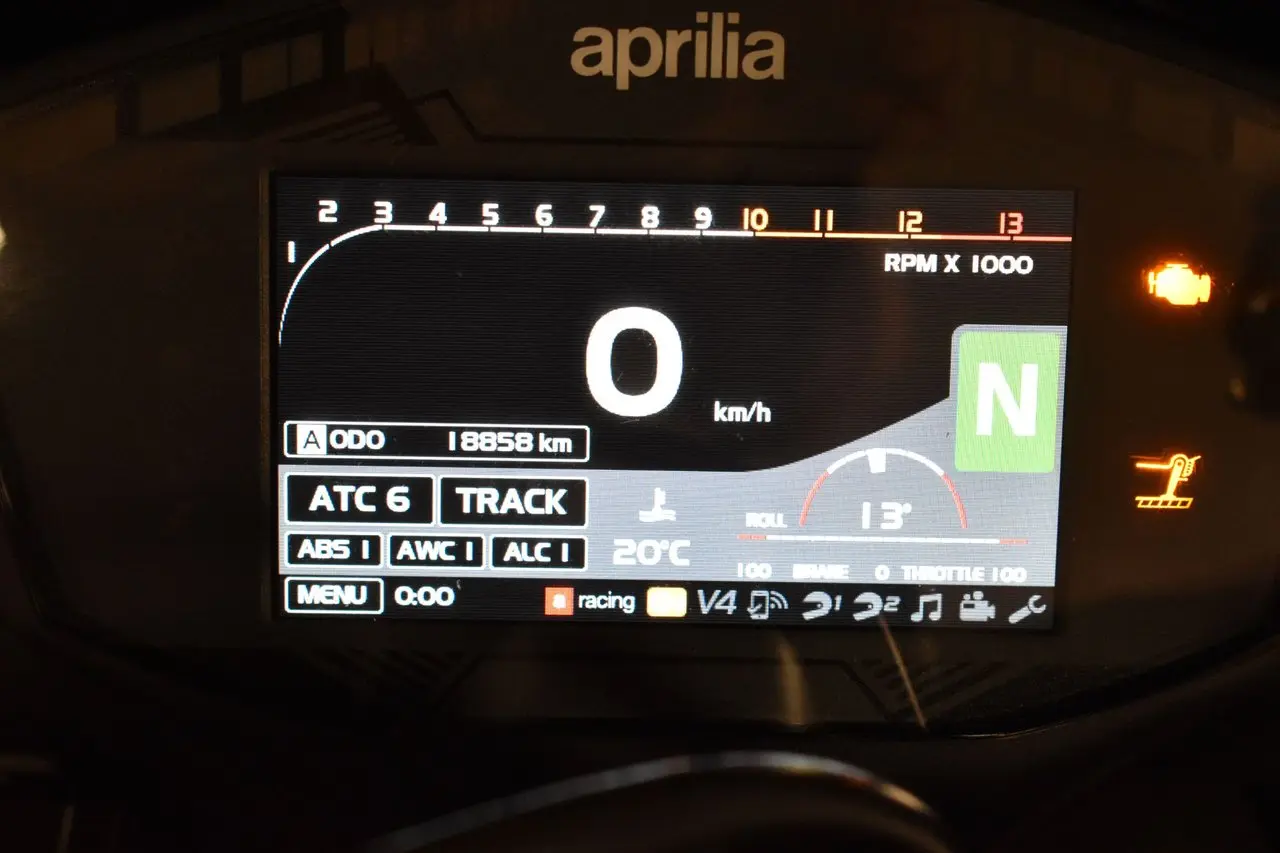 aprilia
1 2 3 4 5 6 7 8 9 10 11 12 13
RPM X 1000
0 km/h
N
A ODO 18858 km
ATC 6 TRACK
ABS 1 AWC 1 ALC 1
20°C
ROLL 13°
100 BRAKE 0 THROTTLE 100
MENU 0:00 a racing V4 1 2